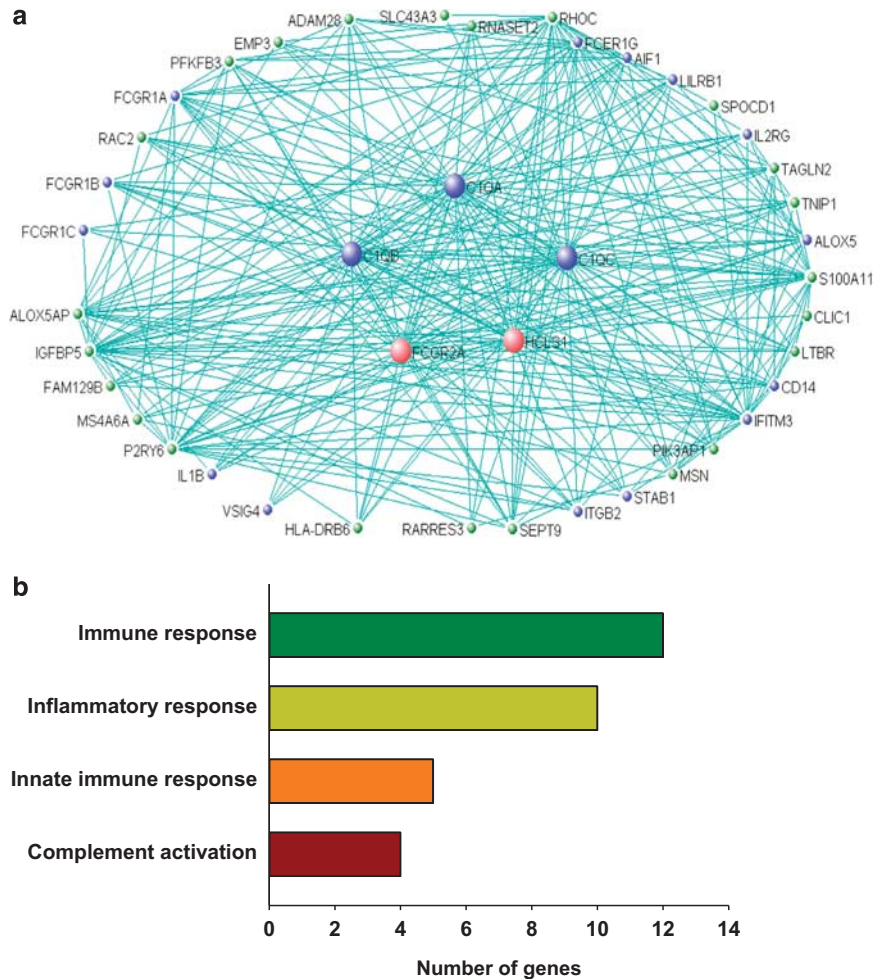 a
SLC43A3
RHOC
ADAM28
RNASET2
EMP3
FCER1G
PFKFB3
AIF1
LILRB1
FCGR1A
SPOCD1
RAC2
IL2RG
TAGLN2
FCGR1B
C1QA
TNIP1
FCGR1C
ALOX5
C1QB
C1QC
S100A11
ALOX5AP
CLIC1
HCLS1
IGFBP5
FCGR2A
LTBR
FAM129B
CD14
MS4A6A
IFITM3
P2RY6
PIK3AP1
IL1B
MSN
STAB1
VSIG4
ITGB2
HLA-DRB6
RARRES3
SEPT9
b
Immune response
Inflammatory response
Innate immune response
Complement activation
0 2 4 6 8 10 12 14
Number of genes